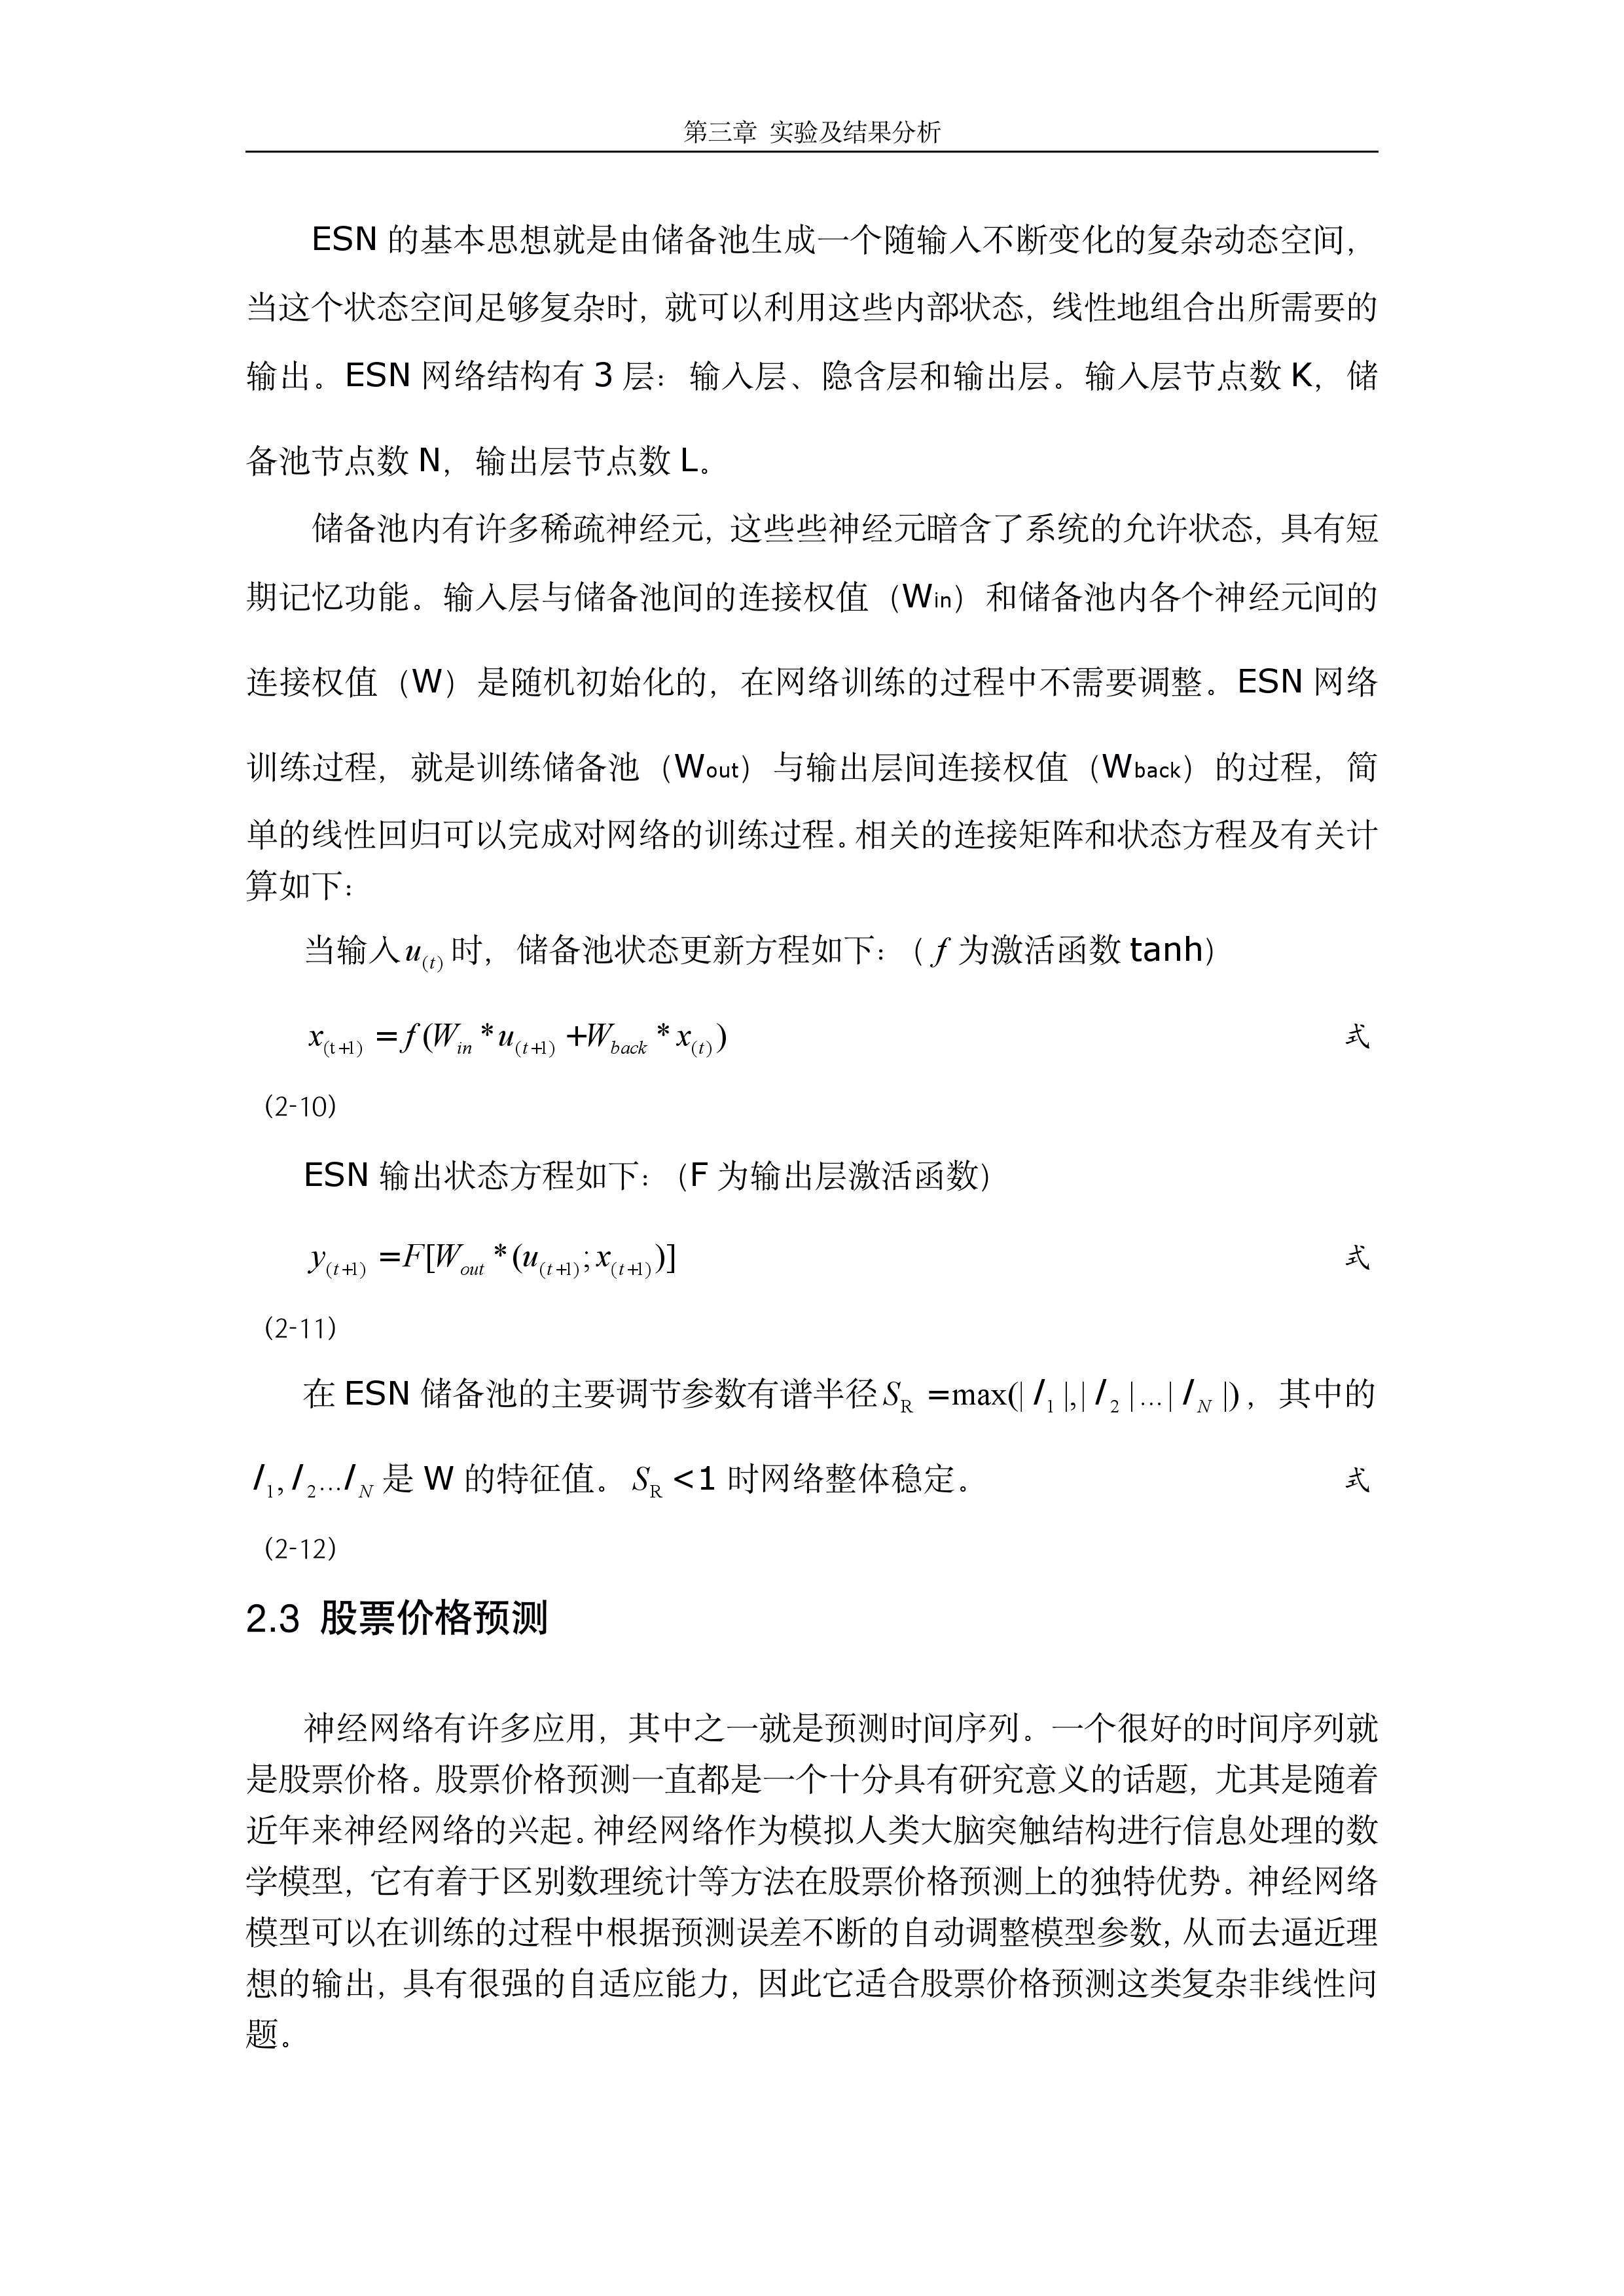 第三章 实验及结果分析
ESN 的基本思想就是由储备池生成一个随输入不断变化的复杂动态空间，
当这个状态空间足够复杂时，就可以利用这些内部状态，线性地组合出所需要的
输出。ESN 网络结构有 3 层：输入层、隐含层和输出层。输入层节点数 K，储
备池节点数 N，输出层节点数 L。
储备池内有许多稀疏神经元，这些些神经元暗含了系统的允许状态，具有短
期记忆功能。输入层与储备池间的连接权值（Win）和储备池内各个神经元间的
连接权值（W）是随机初始化的，在网络训练的过程中不需要调整。ESN 网络
训练过程，就是训练储备池（Wout）与输出层间连接权值（Wback）的过程，简
单的线性回归可以完成对网络的训练过程。相关的连接矩阵和状态方程及有关计
算如下：
当输入 u(t) 时，储备池状态更新方程如下：（ f 为激活函数 tanh）
x(t+1) = f(Win * u(t+1) + Wback * x(t)) 式
（2-10）
ESN 输出状态方程如下：（F 为输出层激活函数）
y(t+1) = F[Wout * (u(t+1); x(t+1))] 式
（2-11）
在 ESN 储备池的主要调节参数有谱半径 SR = max(| l1 |,| l2 |…| lN |)，其中的
l1, l2…lN 是 W 的特征值。 SR <1 时网络整体稳定。 式
（2-12）
2.3 股票价格预测
神经网络有许多应用，其中之一就是预测时间序列。一个很好的时间序列就
是股票价格。股票价格预测一直都是一个十分具有研究意义的话题，尤其是随着
近年来神经网络的兴起。神经网络作为模拟人类大脑突触结构进行信息处理的数
学模型，它有着于区别数理统计等方法在股票价格预测上的独特优势。神经网络
模型可以在训练的过程中根据预测误差不断的自动调整模型参数，从而去逼近理
想的输出，具有很强的自适应能力，因此它适合股票价格预测这类复杂非线性问
题。